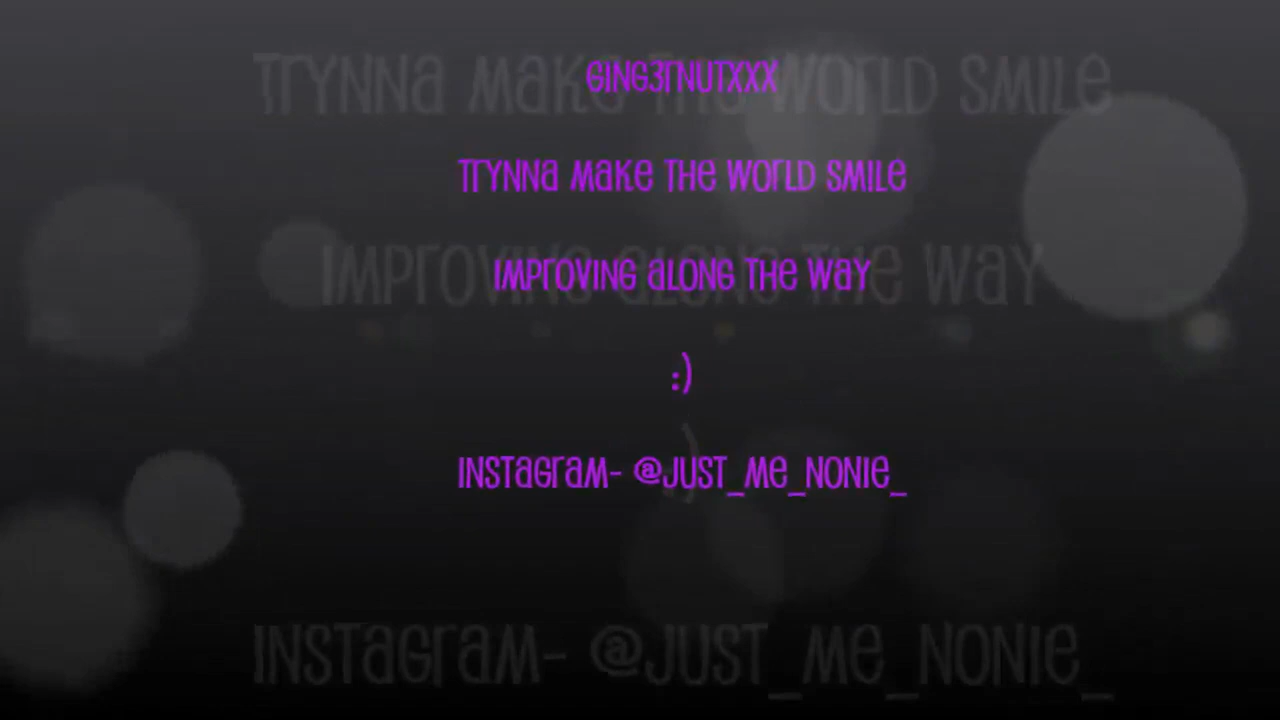 GING3rNUTXXX
TrYNNa Make THe WOrLD SMILe
IMPrOVING aLONG THe WaY
:)
INSTaGraM- @JUST_Me_NONIe_